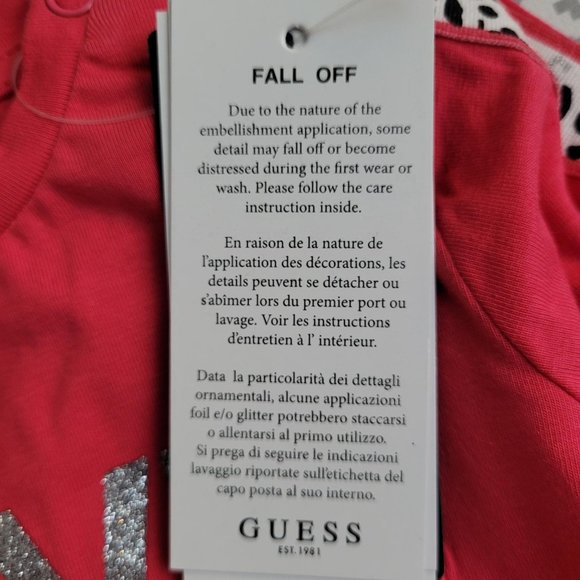 FALL OFF
Due to the nature of the
embellishment application, some
detail may fall off or become
distressed during the first wear or
wash. Please follow the care
instruction inside.
En raison de la nature de
l'application des décorations, les
details peuvent se détacher ou
s'abimer lors du premier port ou
lavage. Voir les instructions
d'entretien à l' intérieur.
Data la particolarità dei dettagli
ornamentali, alcune applicazioni
foil e/o glitter potrebbero staccarsi
o allentarsi al primo utilizzo.
Si prega di seguire le indicazioni
lavaggio riportate sull'etichetta del
capo posta al suo interno.
GUESS
EST. 1981